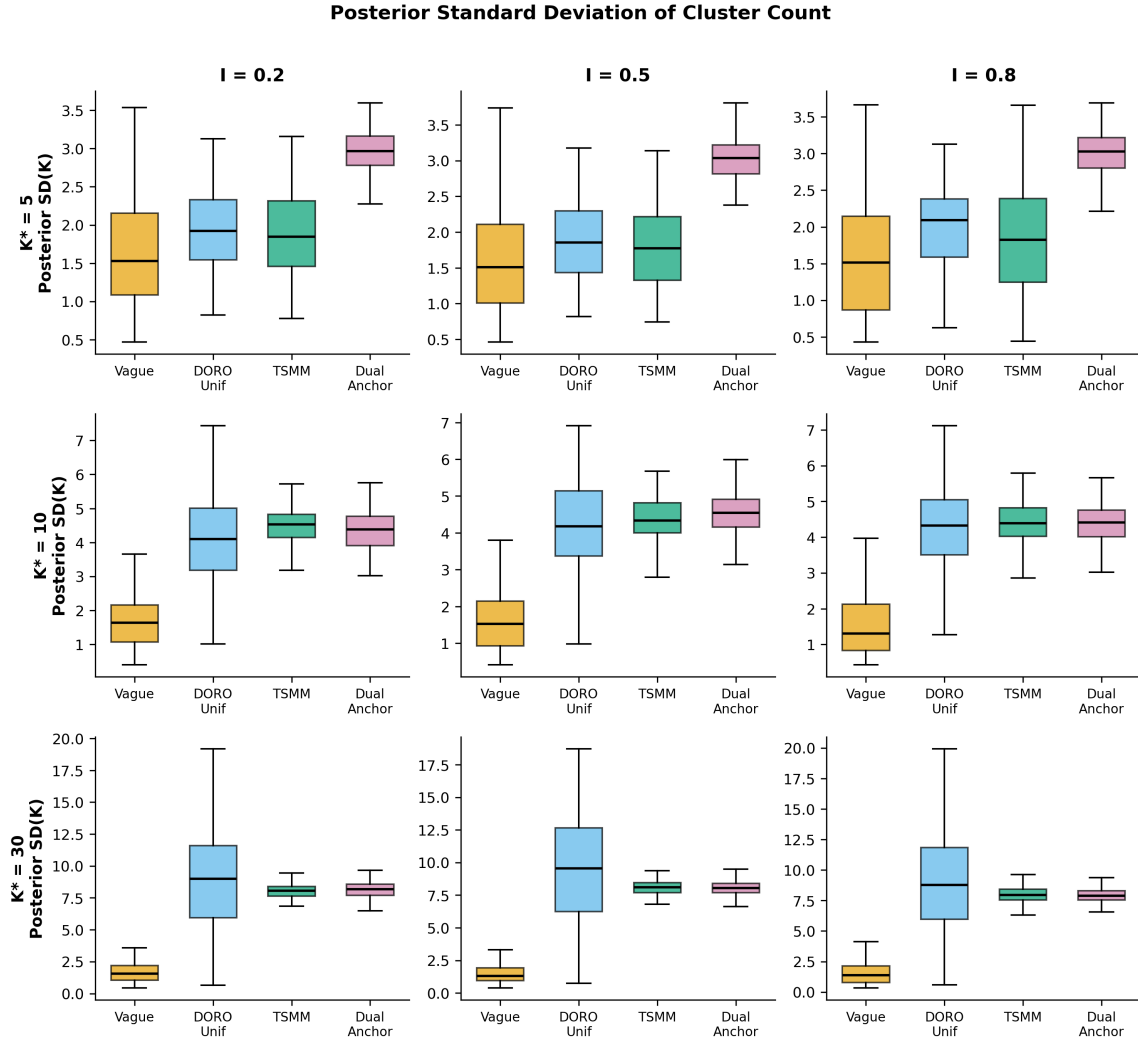 Posterior Standard Deviation of Cluster Count
I = 0.2
I = 0.5
I = 0.8
K* = 5
Posterior SD(K)
3.5
3.0
2.5
2.0
1.5
1.0
0.5
Vague
DORO
Unif
TSMM
Dual
Anchor
3.5
3.0
2.5
2.0
1.5
1.0
0.5
Vague
DORO
Unif
TSMM
Dual
Anchor
3.5
3.0
2.5
2.0
1.5
1.0
0.5
Vague
DORO
Unif
TSMM
Dual
Anchor
K* = 10
Posterior SD(K)
7
6
5
4
3
2
1
Vague
DORO
Unif
TSMM
Dual
Anchor
7
6
5
4
3
2
1
Vague
DORO
Unif
TSMM
Dual
Anchor
7
6
5
4
3
2
1
Vague
DORO
Unif
TSMM
Dual
Anchor
K* = 30
Posterior SD(K)
20.0
17.5
15.0
12.5
10.0
7.5
5.0
2.5
0.0
Vague
DORO
Unif
TSMM
Dual
Anchor
17.5
15.0
12.5
10.0
7.5
5.0
2.5
0.0
Vague
DORO
Unif
TSMM
Dual
Anchor
20.0
17.5
15.0
12.5
10.0
7.5
5.0
2.5
0.0
Vague
DORO
Unif
TSMM
Dual
Anchor